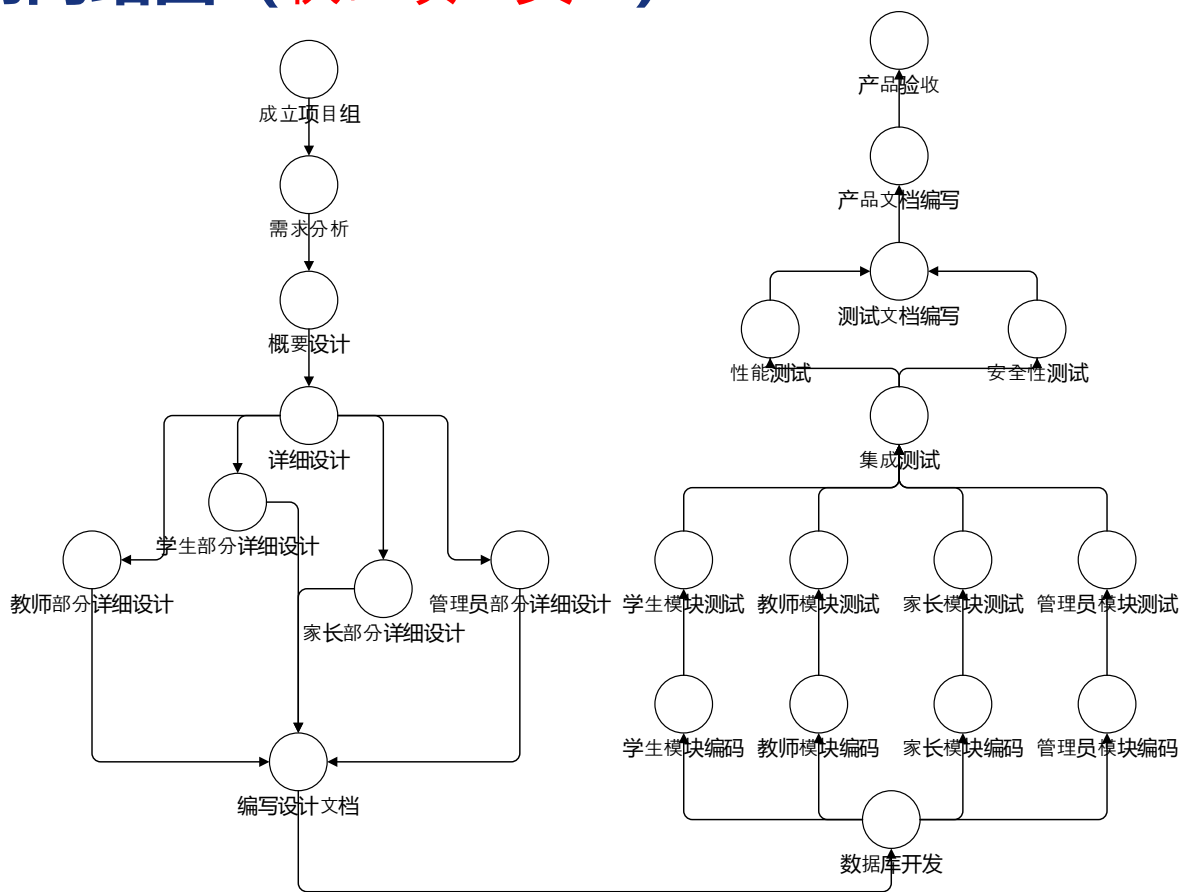 成立项目组
需求分析
概要设计
详细设计
学生部分详细设计
教师部分详细设计
家长部分详细设计
管理员部分详细设计
编写设计文档
产品验收
产品文档编写
测试文档编写
性能测试
安全性测试
集成测试
学生模块测试
教师模块测试
家长模块测试
管理员模块测试
学生模块编码
教师模块编码
家长模块编码
管理员模块编码
数据库开发